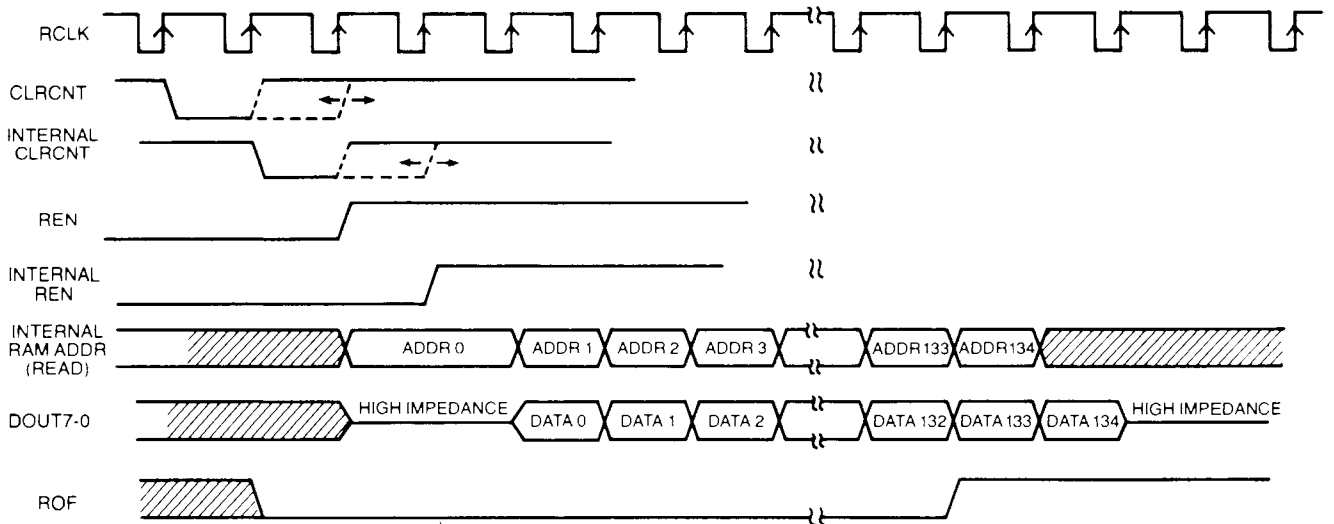 RCLK
CLRCNT
INTERNAL
CLRCNT
REN
INTERNAL
REN
INTERNAL
RAM ADDR
(READ)
ADDR 0 ADDR 1 ADDR 2 ADDR 3 ADDR 133 ADDR 134
DOUT7-0
HIGH IMPEDANCE DATA 0 DATA 1 DATA 2 DATA 132 DATA 133 DATA 134 HIGH IMPEDANCE
ROF